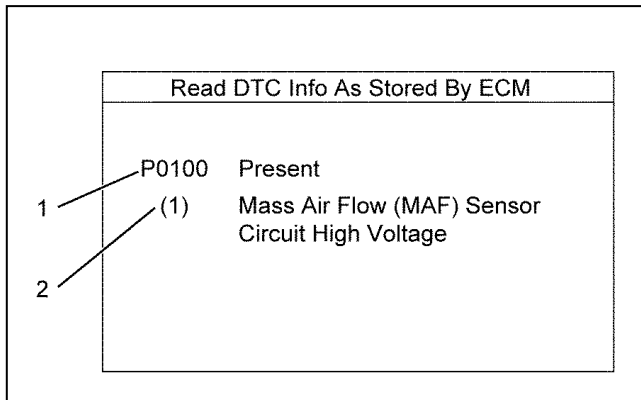 Read DTC Info As Stored By ECM
P0100 Present
1
(1) Mass Air Flow (MAF) Sensor
Circuit High Voltage
2